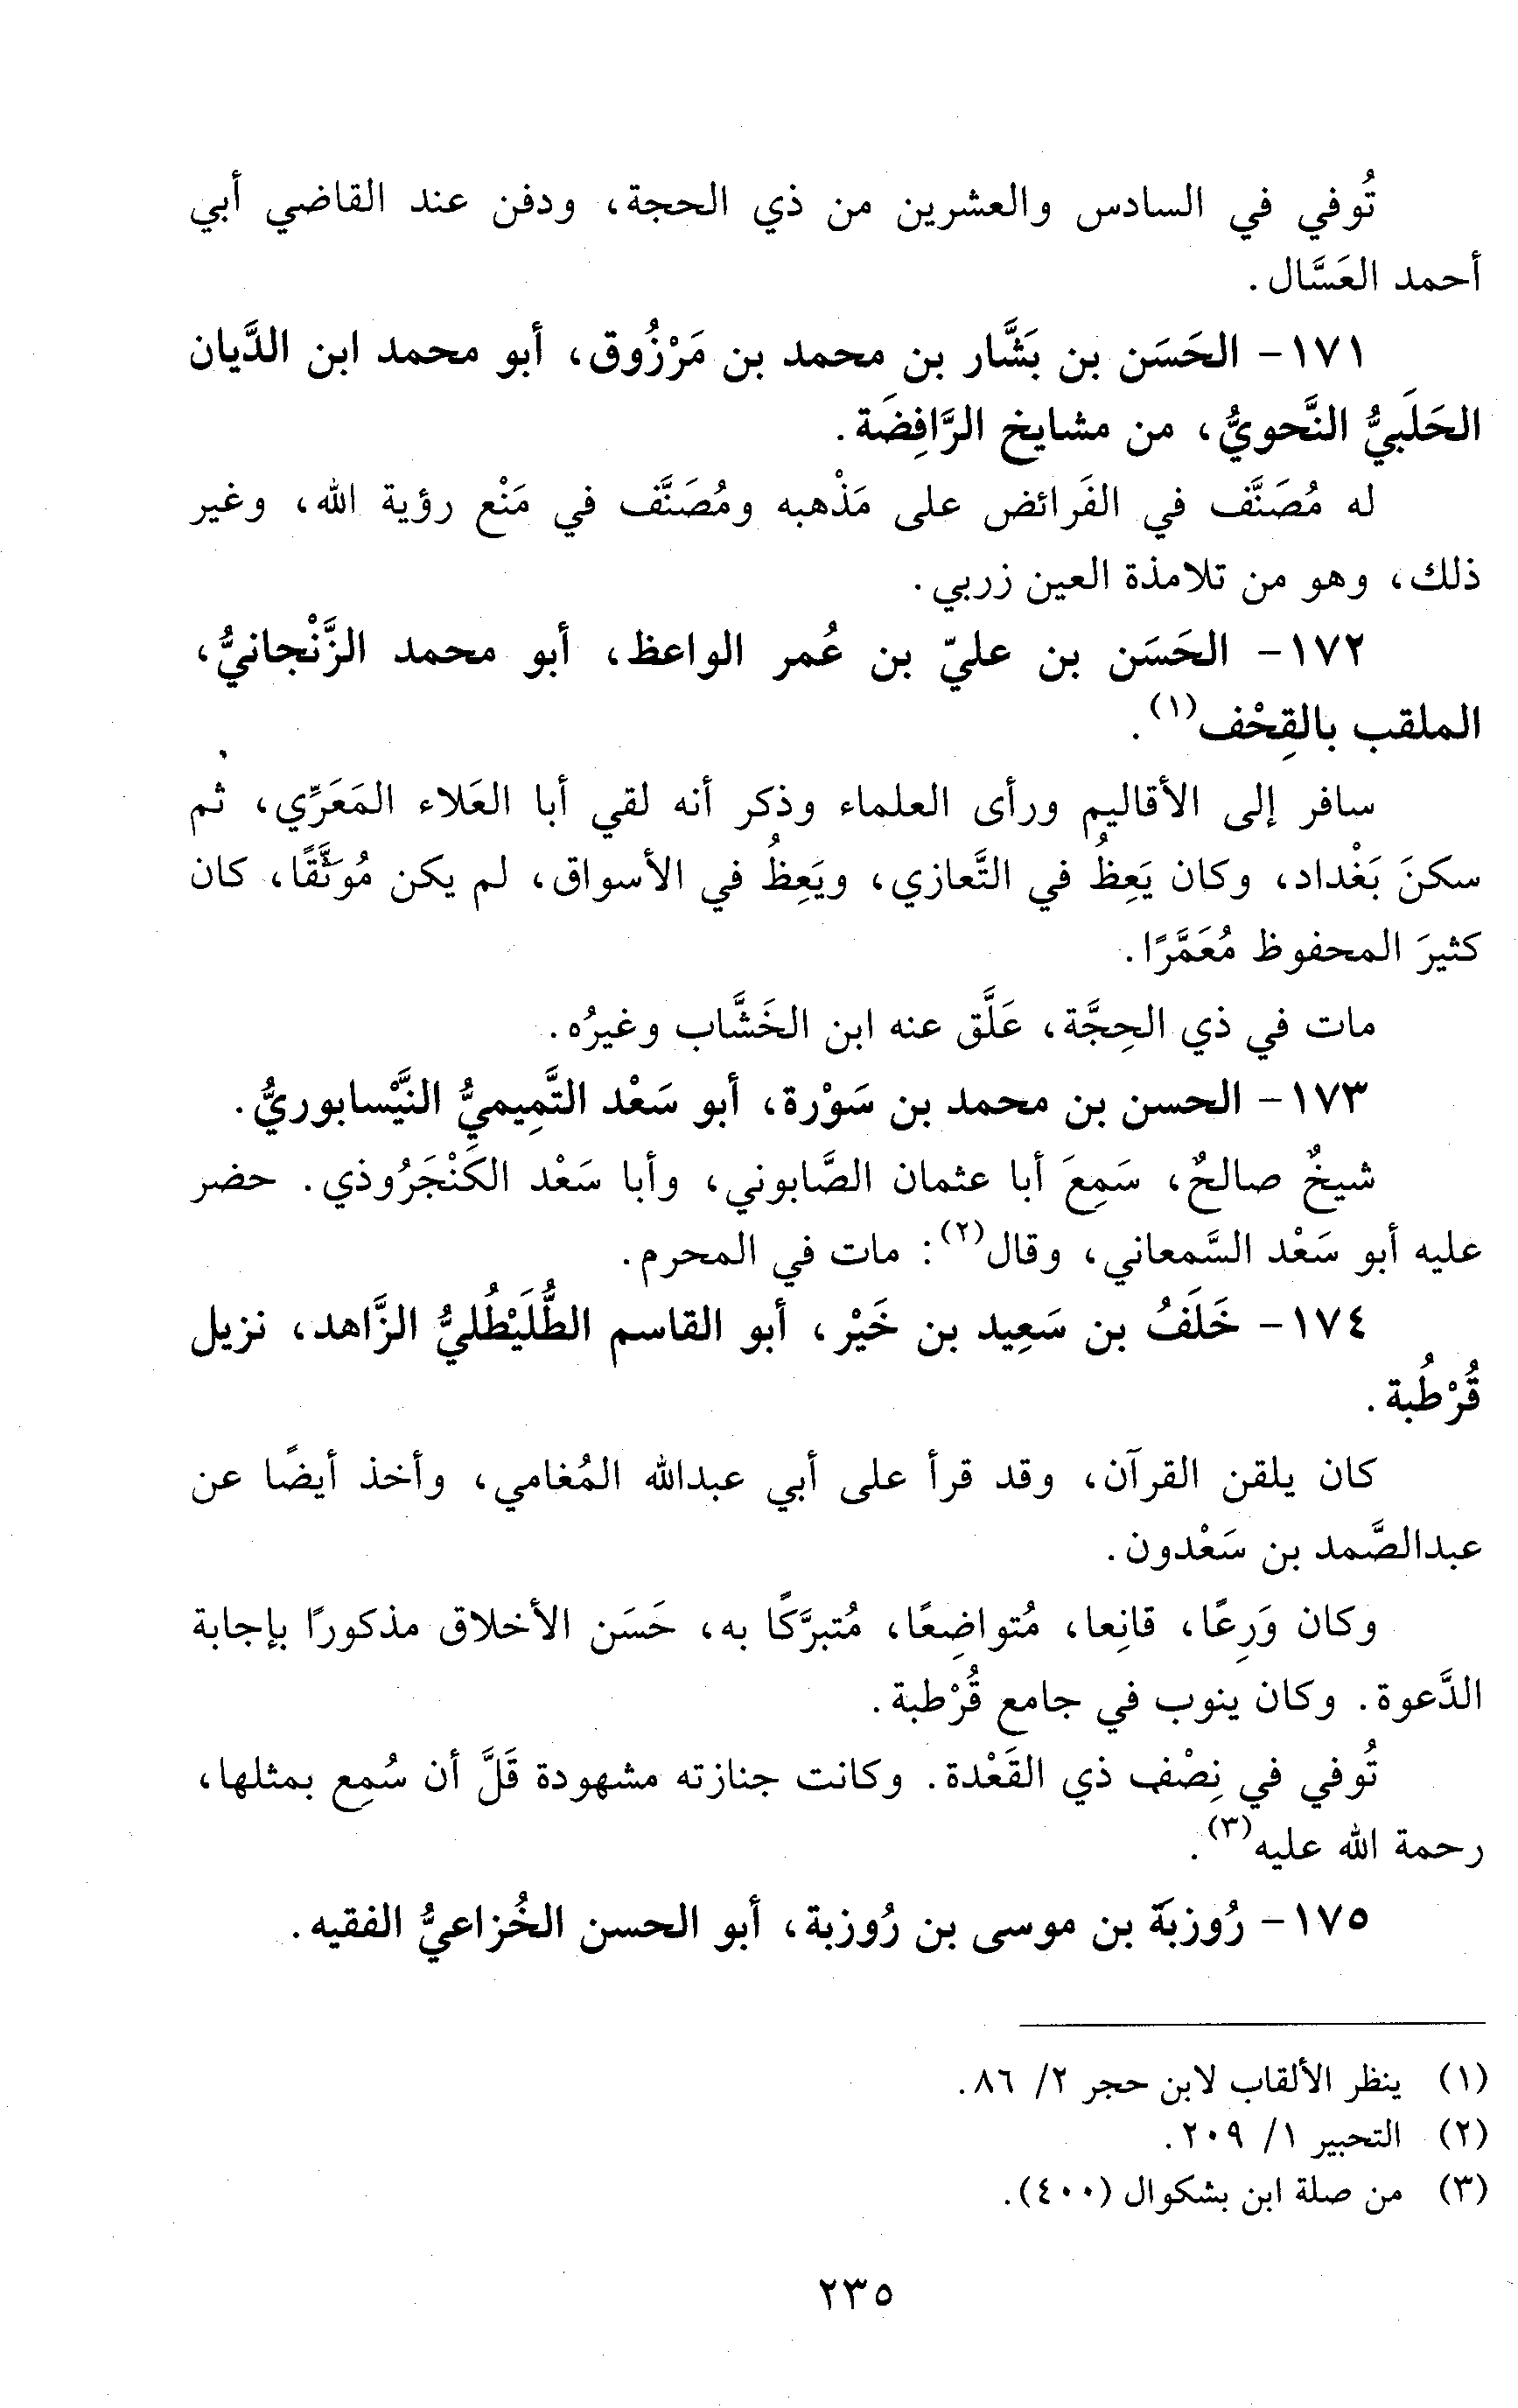 تُوفي في السادس والعشرين من ذي الحجة، ودفن عند القاضي أبي
أحمد العَسَّال.
١٧١- الحَسَن بن بَشَّار بن محمد بن مَرْزُوق، أبو محمد ابن الدَّيان
الحَلَبيُّ النَّحويُّ، من مشايخ الرَّافِضَة.
له مُصَنَّف في الفَرائض على مَذْهبه ومُصَنَّف في مَنْع رؤية الله، وغير
ذلك، وهو من تلامذة العين زربي.
١٧٢- الحَسَن بن عليّ بن عُمر الواعظ، أبو محمد الزَّنْجانيُّ،
الملقب بالقِحْف(١).
سافر إلى الأقاليم ورأى العلماء وذكر أنه لقي أبا العَلاء المَعَرِّي، ثم
سكنَ بَغْداد، وكان يَعِظُ في التَّعازي، ويَعِظُ في الأسواق، لم يكن مُوَثَّقًا، كان
كثيرَ المحفوظ مُعَمَّرًا.
مات في ذي الحِجَّة، عَلَّق عنه ابن الخَشَّاب وغيرُه.
١٧٣- الحسن بن محمد بن سَوْرة، أبو سَعْد التَّمِيميُّ النَّيْسابوريُّ.
شيخٌ صالحٌ، سَمِعَ أبا عثمان الصَّابوني، وأبا سَعْد الكَنْجَرُوذي. حضر
عليه أبو سَعْد السَّمعاني، وقال(٢): مات في المحرم.
١٧٤- خَلَفُ بن سَعِيد بن خَيْر، أبو القاسم الطُّلَيْطُليُّ الزَّاهد، نزيل
قُرْطُبة.
كان يلقن القرآن، وقد قرأ على أبي عبدالله المُغامي، وأخذ أيضًا عن
عبدالصَّمد بن سَعْدون.
وكان وَرِعًا، قانِعا، مُتواضِعًا، مُتبرَّكًا به، حَسَن الأخلاق مذكورًا بإجابة
الدَّعوة. وكان ينوب في جامع قُرْطبة.
تُوفي في نِصْف ذي القَعْدة. وكانت جنازته مشهودة قَلَّ أن سُمِع بمثلها،
رحمة الله عليه(٣).
١٧٥- رُوزبَة بن موسى بن رُوزبة، أبو الحسن الخُزاعيُّ الفقيه.
(١) ينظر الألقاب لابن حجر ٢/ ٨٦.
(٢) التحبير ١/ ٢٠٩.
(٣) من صلة ابن بشكوال (٤٠٠).
٢٣٥